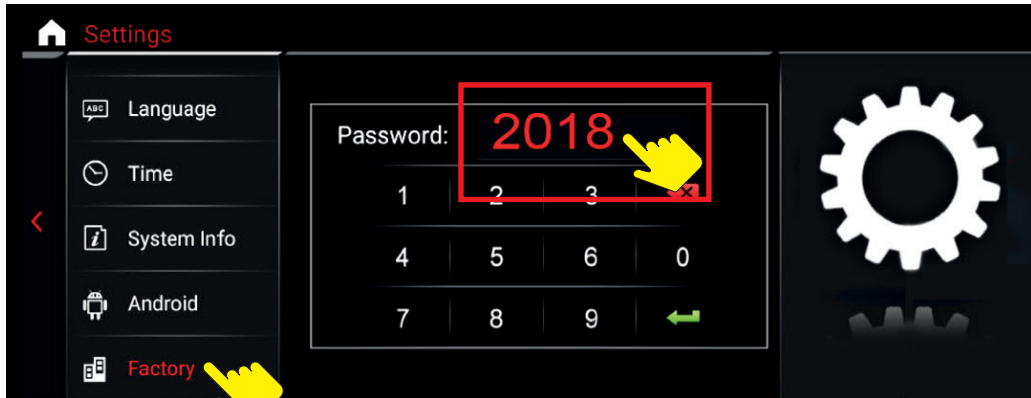 Settings
Language
Time
System Info
Android
Factory
Password: 2018
1 2 3
4 5 6 0
7 8 9